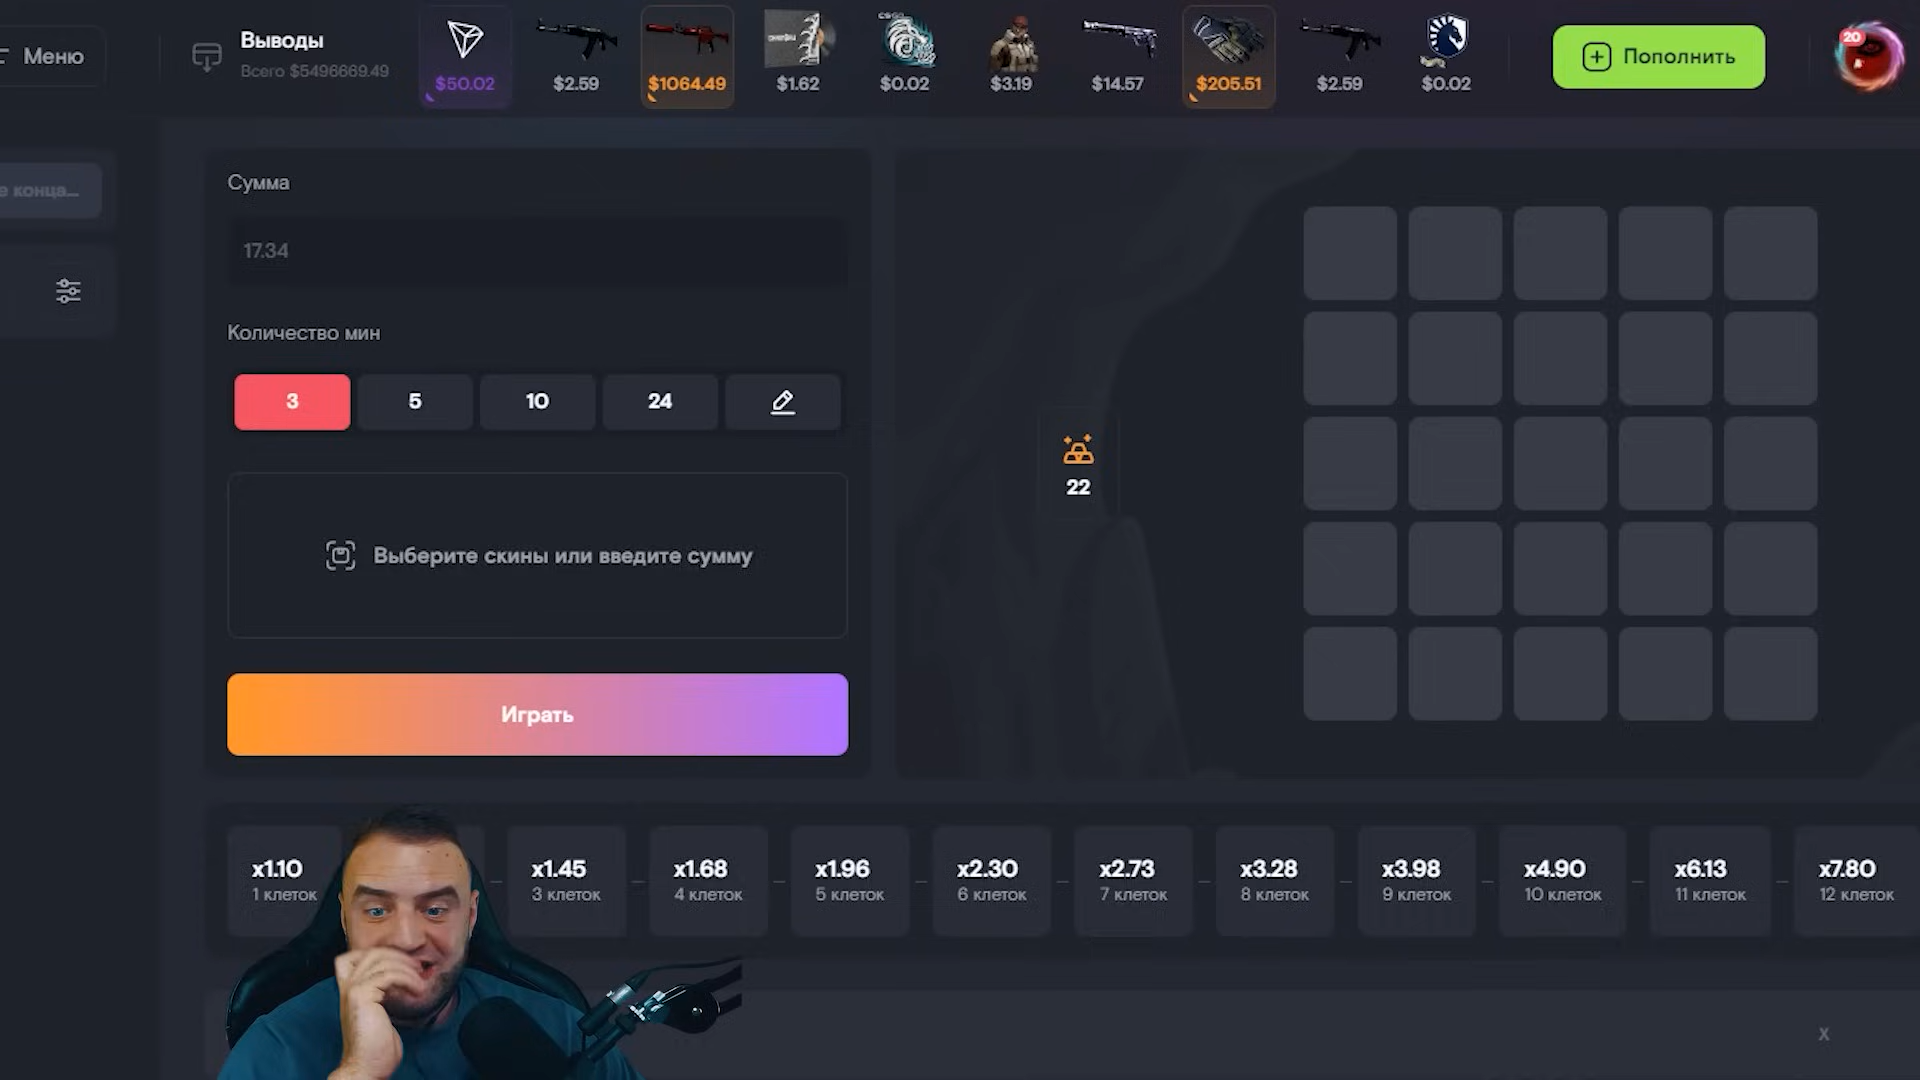 Меню
Выводы
Всего $5496669.49
$50.02
$2.59
$1064.49
$1.62
CS:GO
$0.02
$3.19
$14.57
$205.51
$2.59
$0.02
Пополнить
20
е конца...
Сумма
17.34
Количество мин
3
5
10
24
Выберите скины или введите сумму
Играть
22
x1.10
1 клеток
x1.45
3 клеток
x1.68
4 клеток
x1.96
5 клеток
x2.30
6 клеток
x2.73
7 клеток
x3.28
8 клеток
x3.98
9 клеток
x4.90
10 клеток
x6.13
11 клеток
x7.80
12 клеток
x